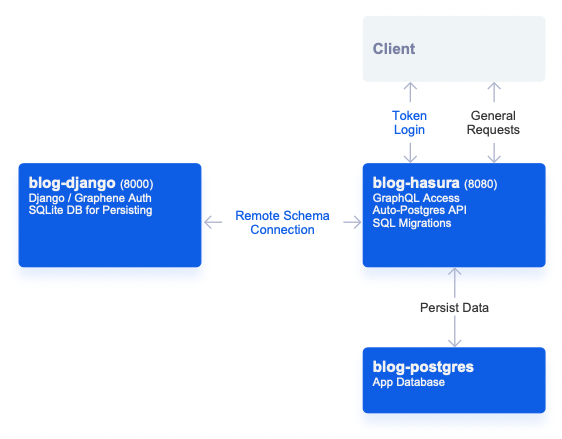 Client
Token
Login
General
Requests
blog-django (8000)
Django / Graphene Auth
SQLite DB for Persisting
Remote Schema
Connection
blog-hasura (8080)
GraphQL Access
Auto-Postgres API
SQL Migrations
Persist Data
blog-postgres
App Database